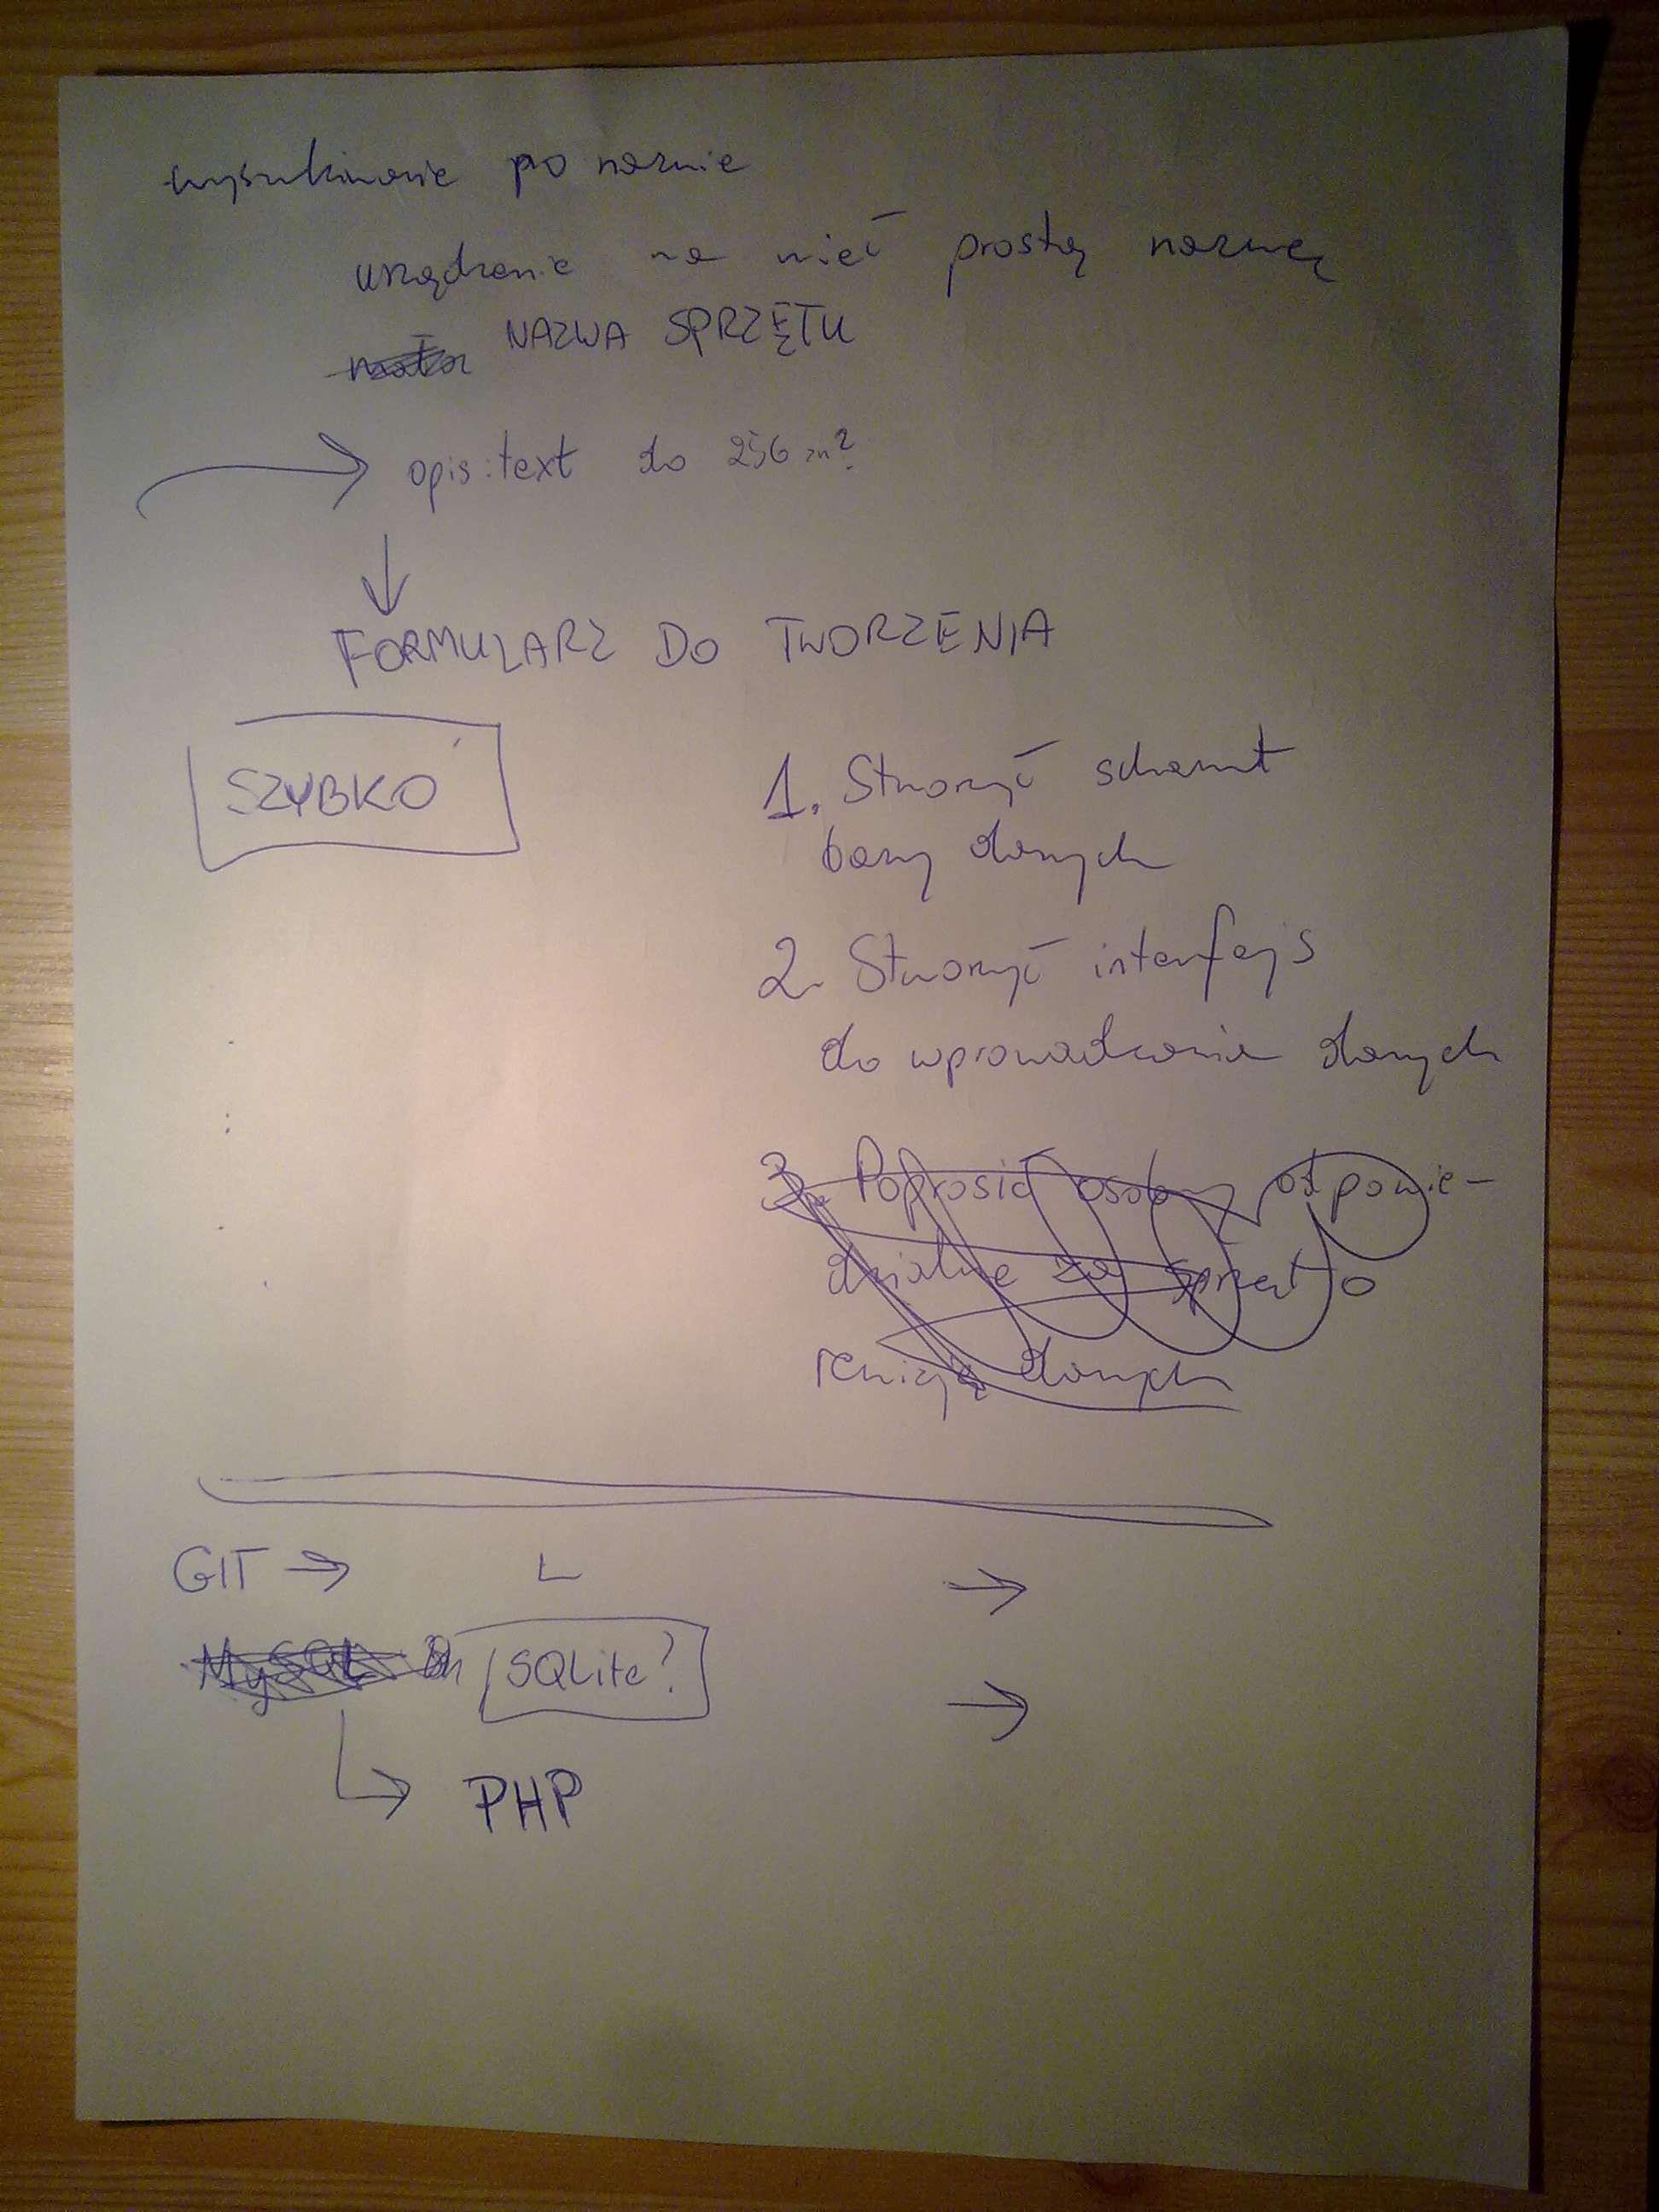 wyszukiwanie po nazwie
urządzenie ma mieć prostą nazwę
NAZWA SPRZĘTU
opis: text do 256 zn?
FORMULARZ DO TWORZENIA
SZYBKO
1. Stworzyć schemat
bazy danych
2. Stworzyć interfejs
do wprowadzania danych
3. Poprosić osoby odpowie-
dzialne za sprzęt o
rewizję danych
GIT → L →
MySQL SQLite? →
PHP